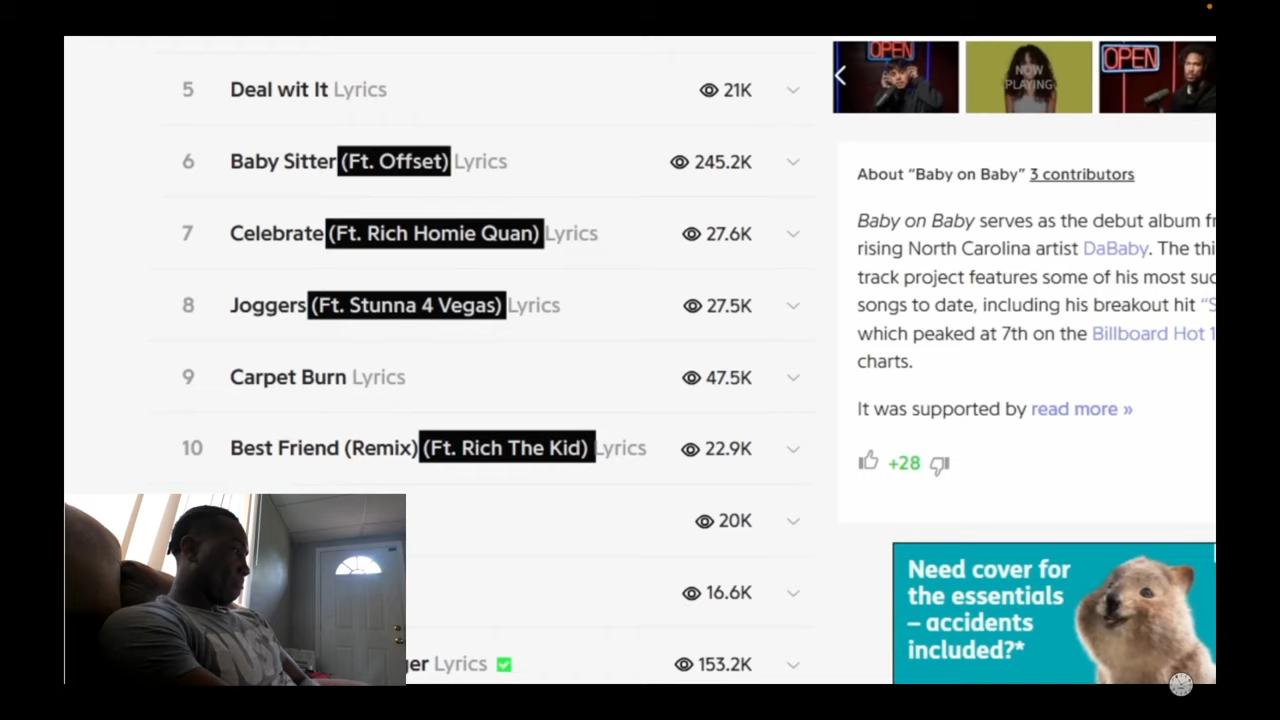 5 Deal wit It Lyrics 21K
6 Baby Sitter (Ft. Offset) Lyrics 245.2K
7 Celebrate (Ft. Rich Homie Quan) Lyrics 27.6K
8 Joggers (Ft. Stunna 4 Vegas) Lyrics 27.5K
9 Carpet Burn Lyrics 47.5K
10 Best Friend (Remix) (Ft. Rich The Kid) Lyrics 22.9K
20K
16.6K
ger Lyrics 153.2K
OPEN
NOW
PLAYING
OPEN
About “Baby on Baby” 3 contributors
Baby on Baby serves as the debut album fr
rising North Carolina artist DaBaby. The thi
track project features some of his most suc
songs to date, including his breakout hit “S
which peaked at 7th on the Billboard Hot 1
charts.
It was supported by read more »
+28
Need cover for
the essentials
– accidents
included?*